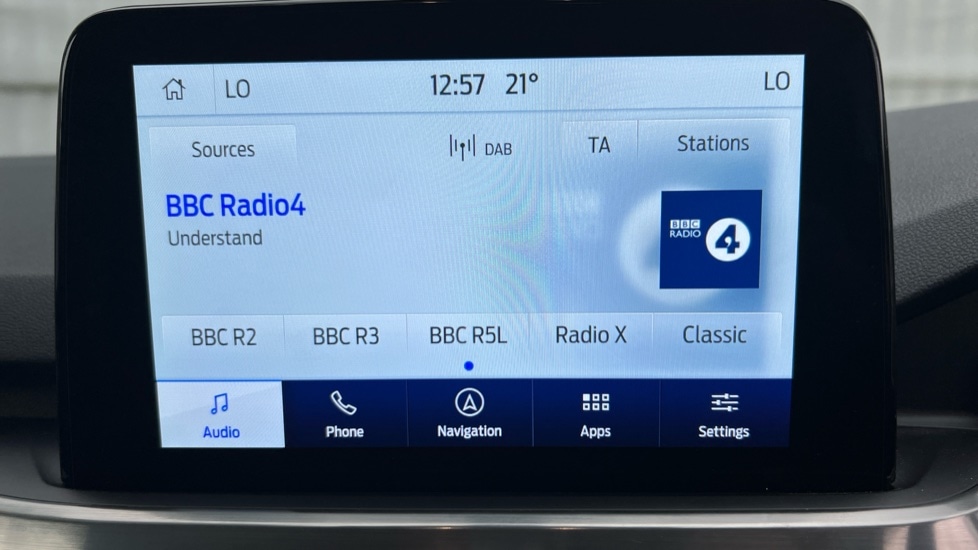 LO 12:57 21° LO
Sources DAB TA Stations
BBC Radio4
Understand
BBC
RADIO 4
BBC R2 BBC R3 BBC R5L Radio X Classic
Audio Phone Navigation Apps Settings